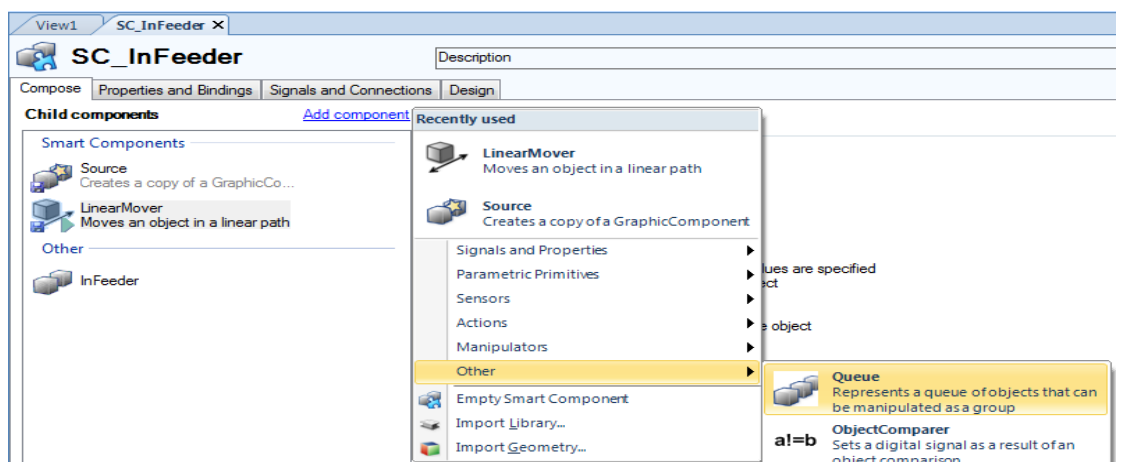 View1 SC_InFeeder
SC_InFeeder
Description
Compose Properties and Bindings Signals and Connections Design
Child components Add component
Smart Components
Source
Creates a copy of a GraphicCo...
LinearMover
Moves an object in a linear path
Other
InFeeder
Recently used
LinearMover
Moves an object in a linear path
Source
Creates a copy of a GraphicComponent
Signals and Properties
Parametric Primitives
Sensors
Actions
Manipulators
Other
Empty Smart Component
Import Library...
Import Geometry...
lues are specified
ect
object
Queue
Represents a queue of objects that can
be manipulated as a group
a!=b
ObjectComparer
Sets a digital signal as a result of an
object comparison